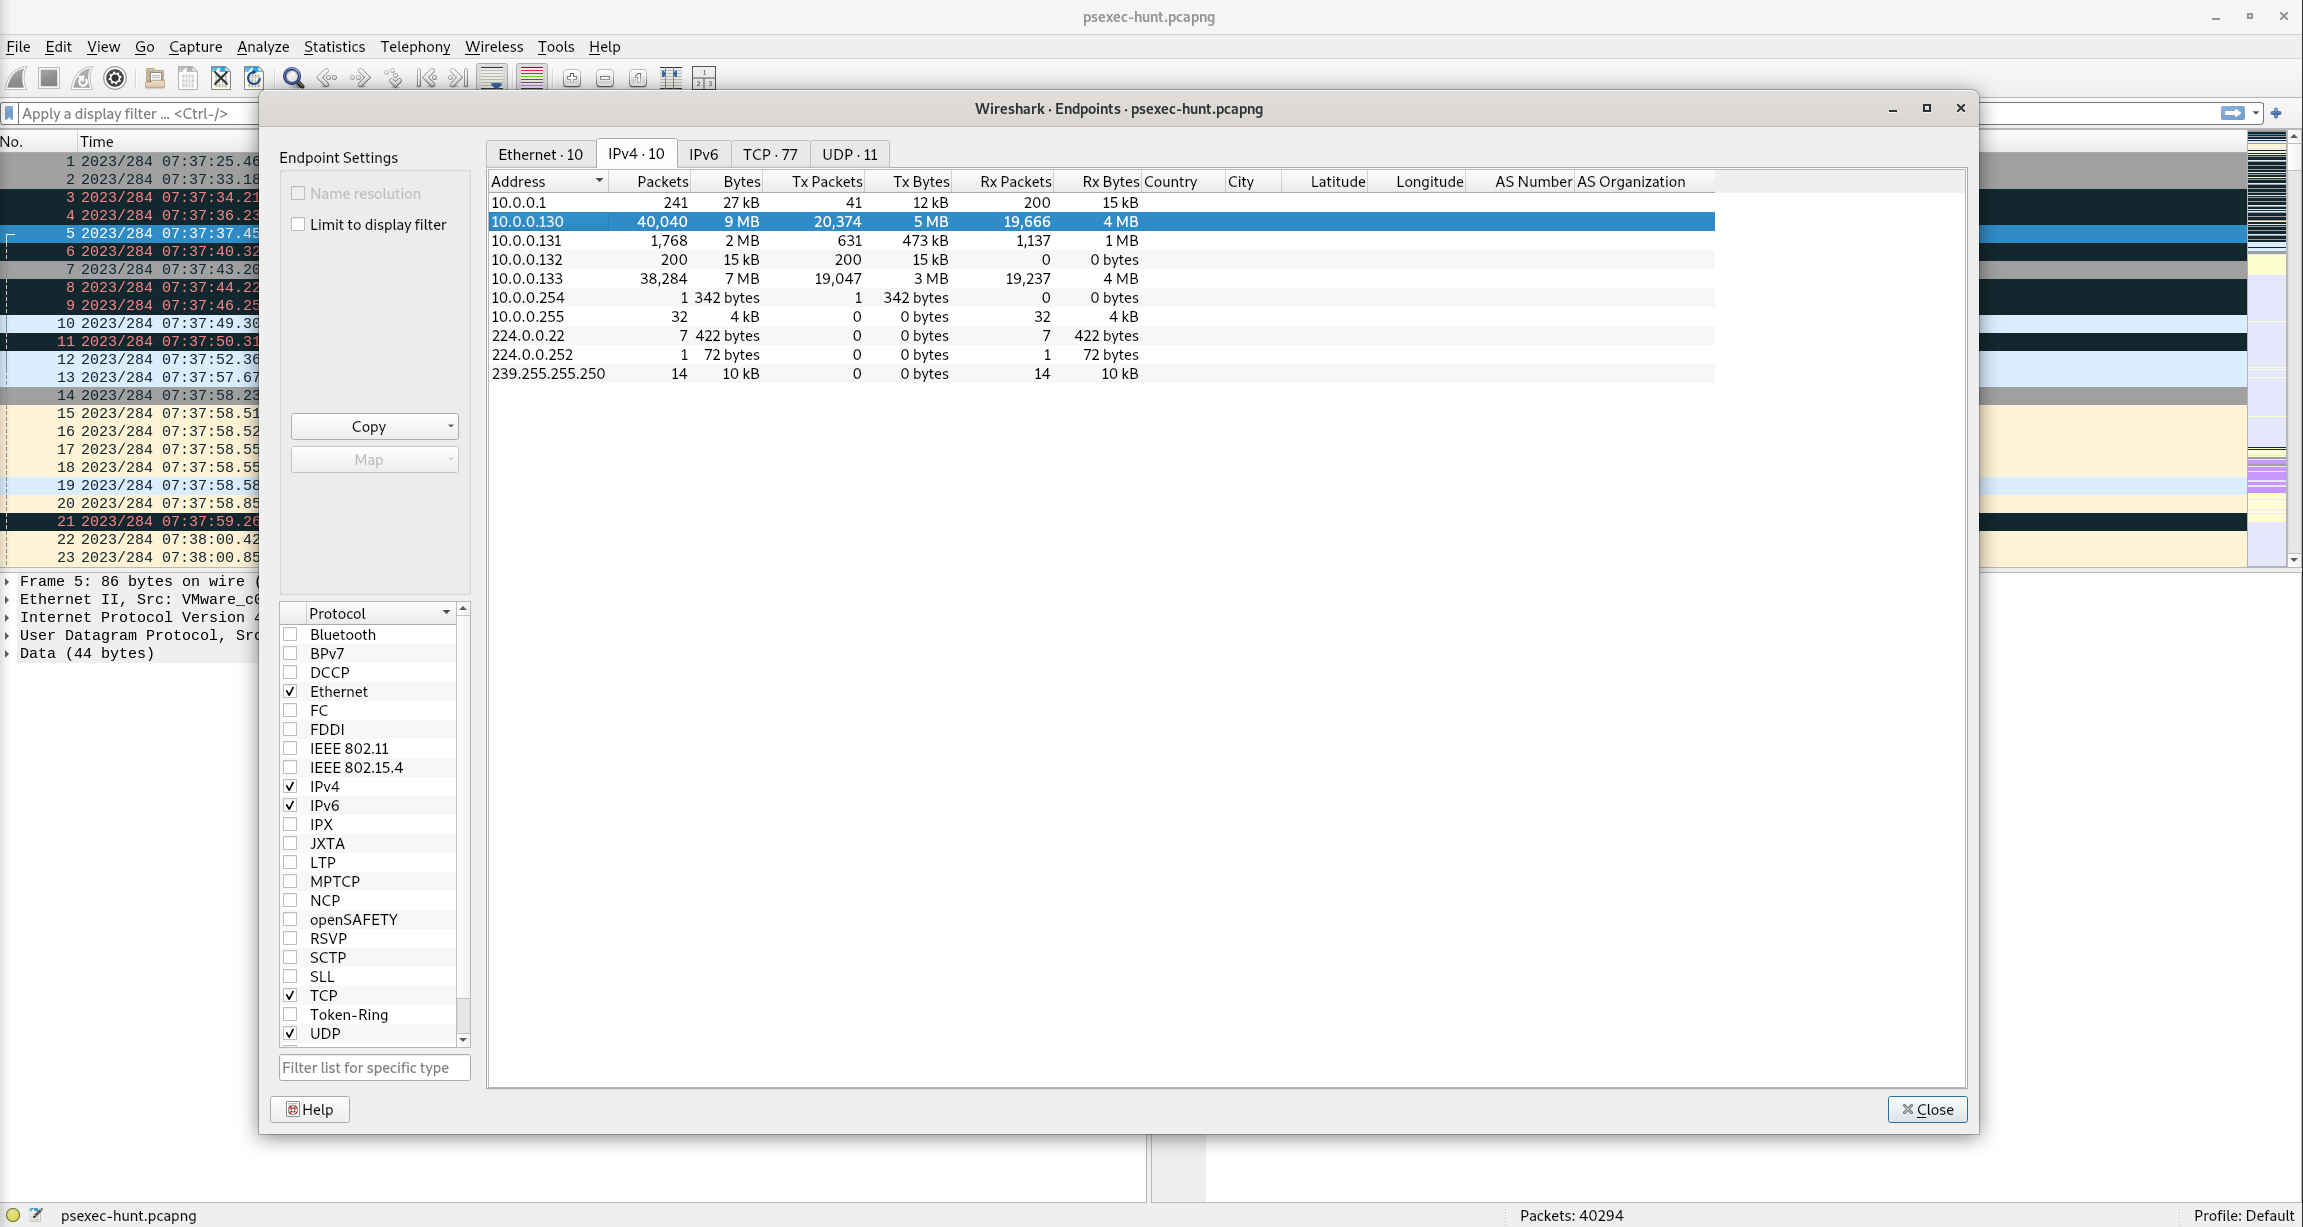 psexec-hunt.pcapng
File Edit View Go Capture Analyze Statistics Telephony Wireless Tools Help
Apply a display filter … <Ctrl-/>
Wireshark · Endpoints · psexec-hunt.pcapng
No. Time
1 2023/284 07:37:25.46
2 2023/284 07:37:33.18
3 2023/284 07:37:34.21
4 2023/284 07:37:36.23
5 2023/284 07:37:37.45
6 2023/284 07:37:40.32
7 2023/284 07:37:43.20
8 2023/284 07:37:44.22
9 2023/284 07:37:46.25
10 2023/284 07:37:49.30
11 2023/284 07:37:50.31
12 2023/284 07:37:52.36
13 2023/284 07:37:57.67
14 2023/284 07:37:58.23
15 2023/284 07:37:58.51
16 2023/284 07:37:58.52
17 2023/284 07:37:58.55
18 2023/284 07:37:58.55
19 2023/284 07:37:58.58
20 2023/284 07:37:58.85
21 2023/284 07:37:59.26
22 2023/284 07:38:00.42
23 2023/284 07:38:00.85
Frame 5: 86 bytes on wire (
Ethernet II, Src: VMware_c0
Internet Protocol Version 4
User Datagram Protocol, Src
Data (44 bytes)
Endpoint Settings
Name resolution
Limit to display filter
Copy
Map
Protocol
Bluetooth
BPv7
DCCP
Ethernet
FC
FDDI
IEEE 802.11
IEEE 802.15.4
IPv4
IPv6
IPX
JXTA
LTP
MPTCP
NCP
openSAFETY
RSVP
SCTP
SLL
TCP
Token-Ring
UDP
Filter list for specific type
Help
Ethernet · 10 IPv4 · 10 IPv6 TCP · 77 UDP · 11
Address Packets Bytes Tx Packets Tx Bytes Rx Packets Rx Bytes Country City Latitude Longitude AS Number AS Organization
10.0.0.1 241 27 kB 41 12 kB 200 15 kB
10.0.0.130 40,040 9 MB 20,374 5 MB 19,666 4 MB
10.0.0.131 1,768 2 MB 631 473 kB 1,137 1 MB
10.0.0.132 200 15 kB 200 15 kB 0 0 bytes
10.0.0.133 38,284 7 MB 19,047 3 MB 19,237 4 MB
10.0.0.254 1 342 bytes 1 342 bytes 0 0 bytes
10.0.0.255 32 4 kB 0 0 bytes 32 4 kB
224.0.0.22 7 422 bytes 0 0 bytes 7 422 bytes
224.0.0.252 1 72 bytes 0 0 bytes 1 72 bytes
239.255.255.250 14 10 kB 0 0 bytes 14 10 kB
Close
psexec-hunt.pcapng
Packets: 40294
Profile: Default